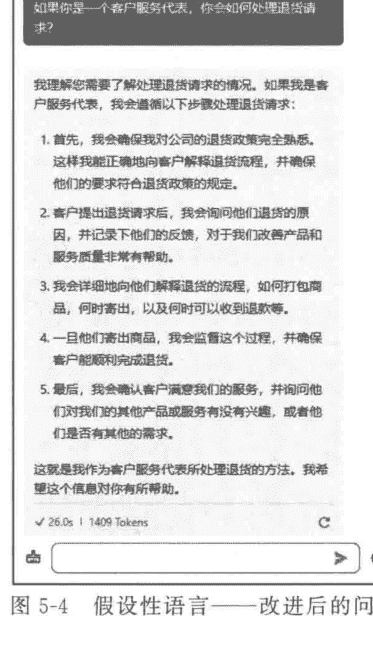 如果你是一个客户服务代表，你会如何处理退货请
求?
我理解您需要了解处理退货请求的情况。如果我是客
户服务代表，我会遵循以下步骤处理退货请求：
1. 首先，我会确保我对公司的退货政策完全熟悉。
这样我能正确地向客户解释退货流程，并确保
他们的要求符合退货政策的规定。
2. 客户提出退货请求后，我会询问他们退货的原
因，并记录下他们的反馈，对于我们改善产品和
服务质量非常有帮助。
3. 我会详细地向他们解释退货的流程，如何打包商
品，何时寄出，以及何时可以收到退款等。
4. 一旦他们寄出商品，我会监督这个过程，并确保
客户能顺利完成退货。
5. 最后，我会确认客户满意我们的服务，并询问他
们对我们的其他产品或服务有没有兴趣，或者他
们是否有其他的需求。
这就是我作为客户服务代表所处理退货的方法。我希
望这个信息对你有所帮助。
✓ 26.0s | 1409 Tokens
图 5-4 假设性语言——改进后的问